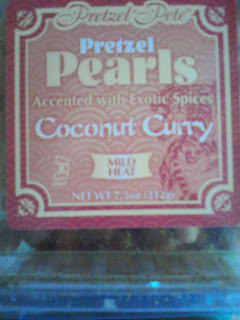 Pretzel Pete
Pretzel
Pearls
Accented with Exotic Spices
Coconut Curry
MILD
HEAT
NET WT 7.5oz (212g)